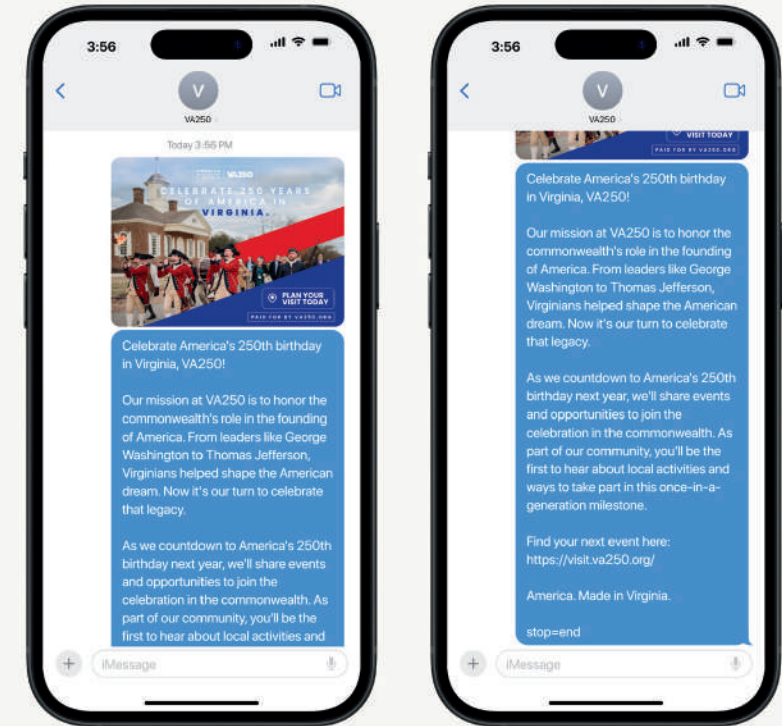 3:56
V
VA250
Today 3:56 PM
VA250
CELEBRATE 250 YEARS
OF AMERICA IN
VIRGINIA.
PLAN YOUR
VISIT TODAY
PAID FOR BY VA250.ORG
Celebrate America's 250th birthday
in Virginia, VA250!
Our mission at VA250 is to honor the
commonwealth's role in the founding
of America. From leaders like George
Washington to Thomas Jefferson,
Virginians helped shape the American
dream. Now it's our turn to celebrate
that legacy.
As we countdown to America's 250th
birthday next year, we'll share events
and opportunities to join the
celebration in the commonwealth. As
part of our community, you'll be the
first to hear about local activities and
iMessage
3:56
V
VA250
VISIT TODAY
PAID FOR BY VA250.ORG
Celebrate America's 250th birthday
in Virginia, VA250!
Our mission at VA250 is to honor the
commonwealth's role in the founding
of America. From leaders like George
Washington to Thomas Jefferson,
Virginians helped shape the American
dream. Now it's our turn to celebrate
that legacy.
As we countdown to America's 250th
birthday next year, we'll share events
and opportunities to join the
celebration in the commonwealth. As
part of our community, you'll be the
first to hear about local activities and
ways to take part in this once-in-a-
generation milestone.
Find your next event here:
https://visit.va250.org/
America. Made in Virginia.
stop=end
iMessage